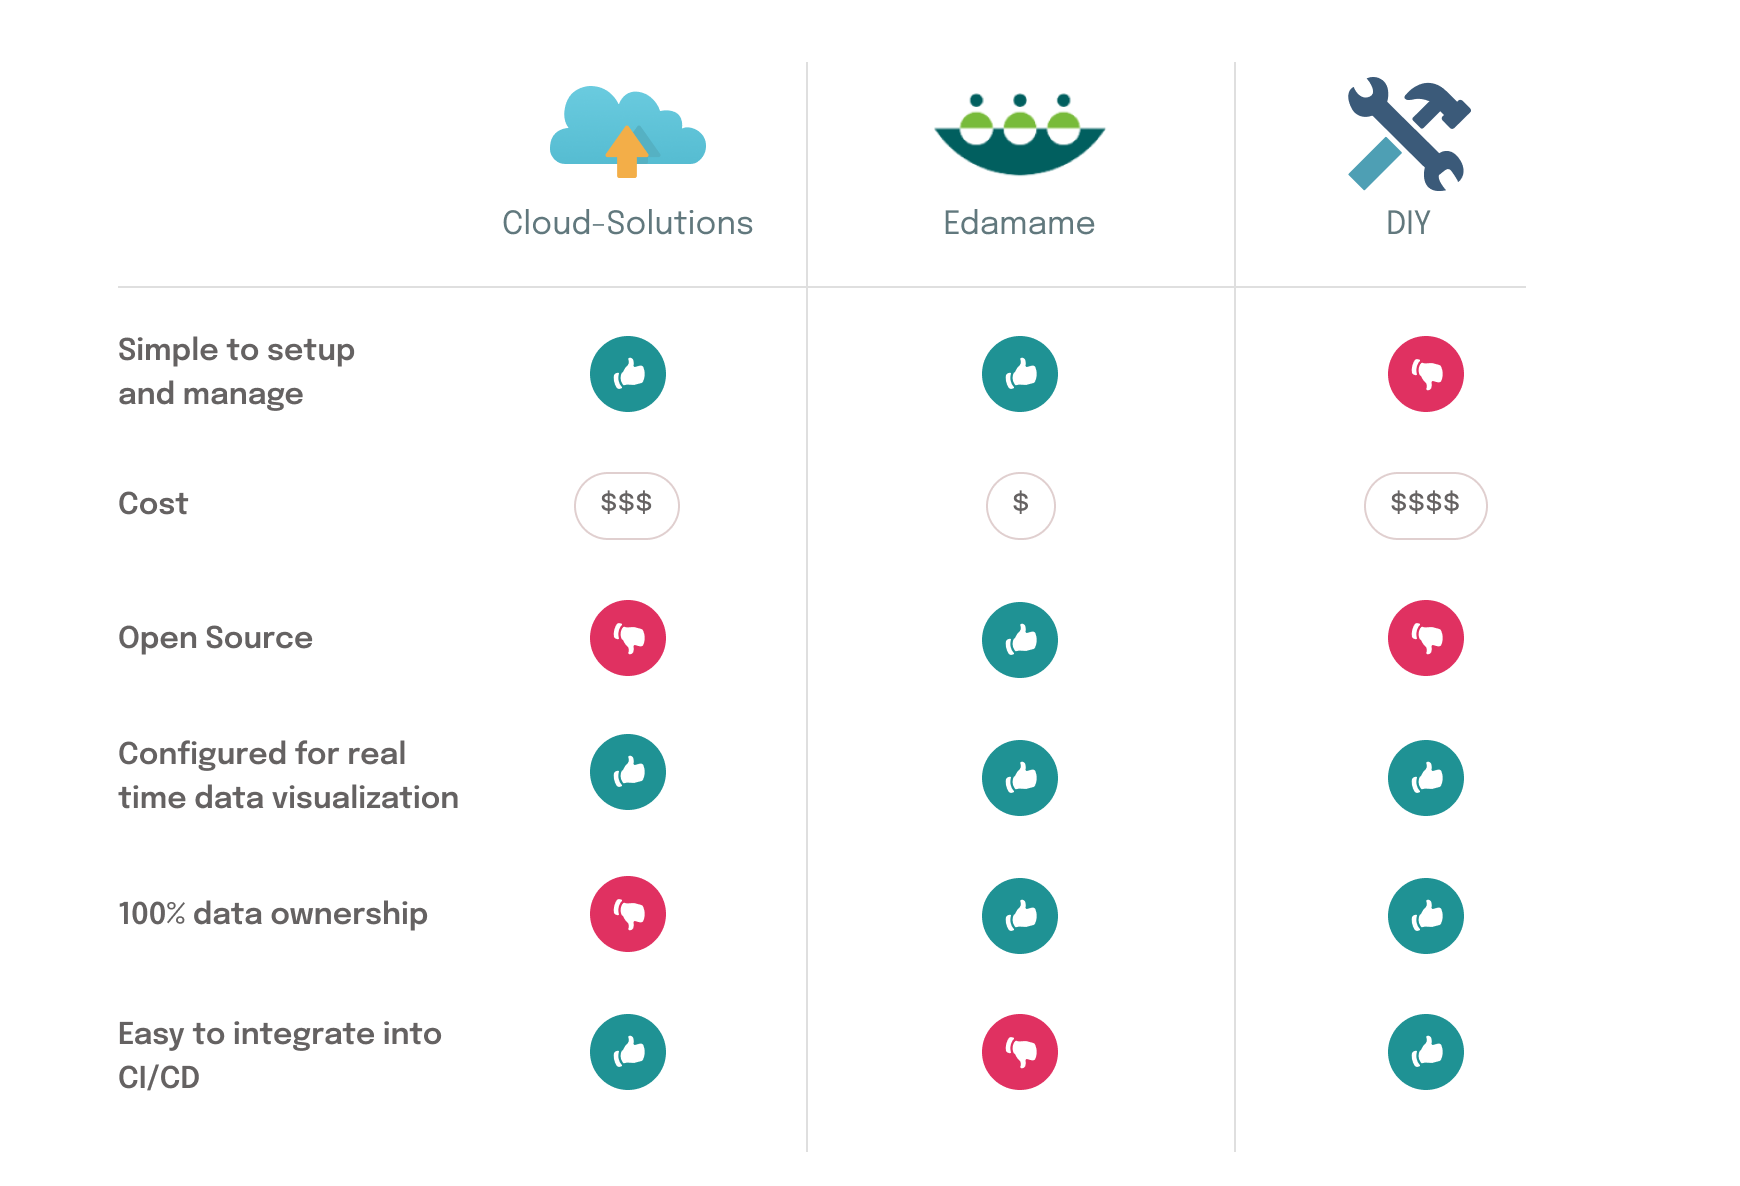 Cloud-Solutions
Edamame
DIY
Simple to setup
and manage
Cost
$$$
$
$$$$
Open Source
Configured for real
time data visualization
100% data ownership
Easy to integrate into
CI/CD